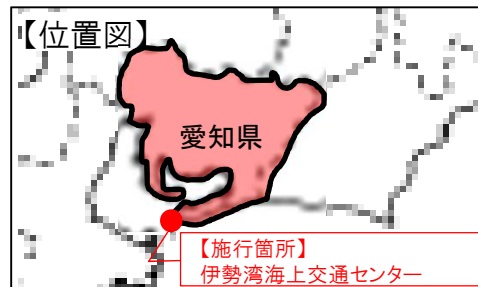 【位置図】
愛知県
【施行箇所】
伊勢湾海上交通センター